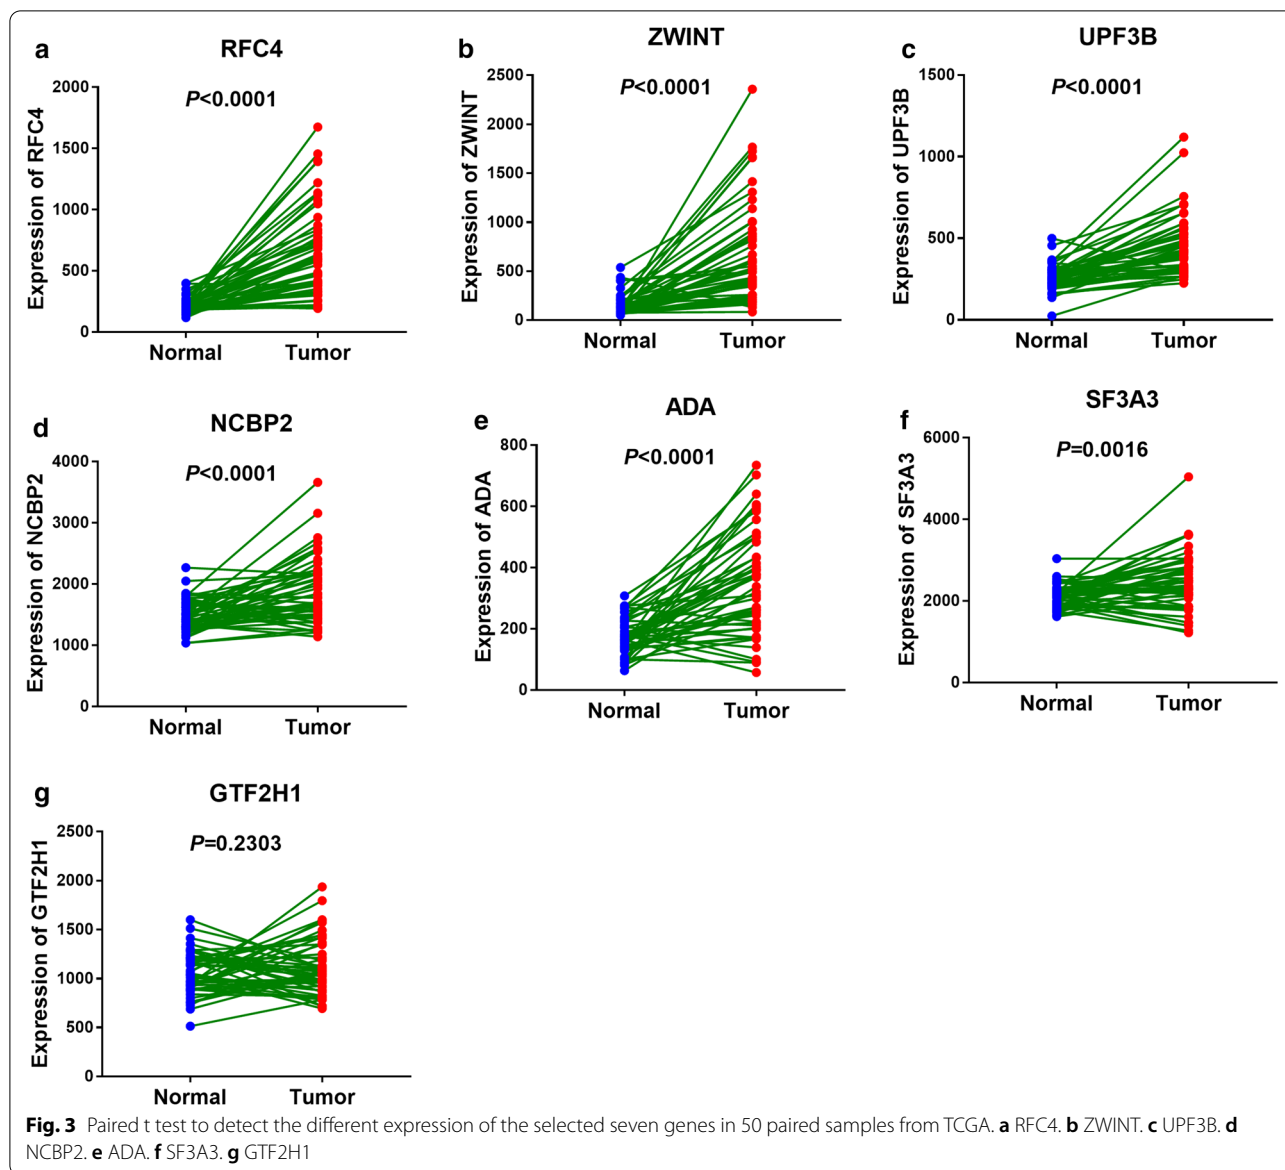 a
RFC4
P<0.0001
Expression of RFC4
2000
1500
1000
500
0
Normal Tumor
b
ZWINT
P<0.0001
Expression of ZWINT
2500
2000
1500
1000
500
0
Normal Tumor
c
UPF3B
P<0.0001
Expression of UPF3B
1500
1000
500
0
Normal Tumor
d
NCBP2
P<0.0001
Expression of NCBP2
4000
3000
2000
1000
0
Normal Tumor
e
ADA
P<0.0001
Expression of ADA
800
600
400
200
0
Normal Tumor
f
SF3A3
P=0.0016
Expression of SF3A3
6000
4000
2000
0
Normal Tumor
g
GTF2H1
P=0.2303
Expression of GTF2H1
2500
2000
1500
1000
500
0
Normal Tumor
Fig. 3 Paired t test to detect the different expression of the selected seven genes in 50 paired samples from TCGA. a RFC4. b ZWINT. c UPF3B. d
NCBP2. e ADA. f SF3A3. g GTF2H1